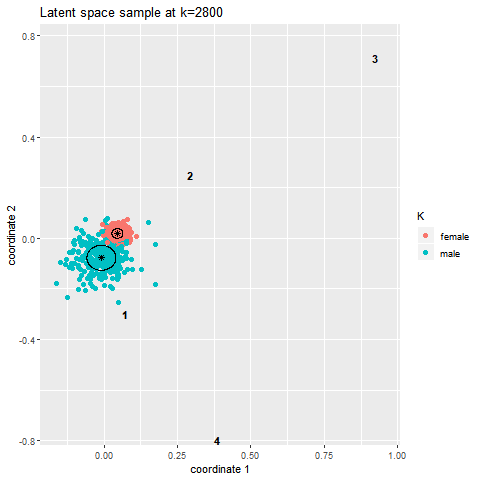 Latent space sample at k=2800
0.8
3
0.4
2
0.0
1
-0.4
4
-0.8
0.00
0.25
0.50
0.75
1.00
coordinate 1
coordinate 2
K
female
male